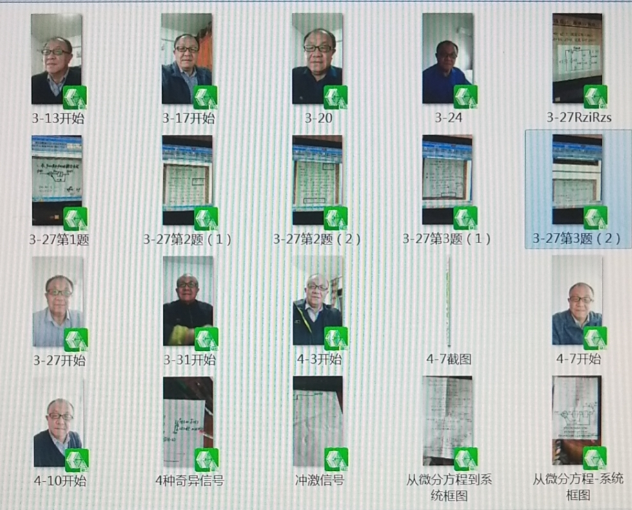 3-13开始
3-17开始
3-20
3-24
3-27RziRzs
3-27第1题
3-27第2题（1）
3-27第2题（2）
3-27第3题（1）
3-27第3题（2）
3-27开始
3-31开始
4-3开始
4-7截图
4-7开始
4-10开始
4种奇异信号
冲激信号
从微分方程到系
统框图
从微分方程-系统
框图